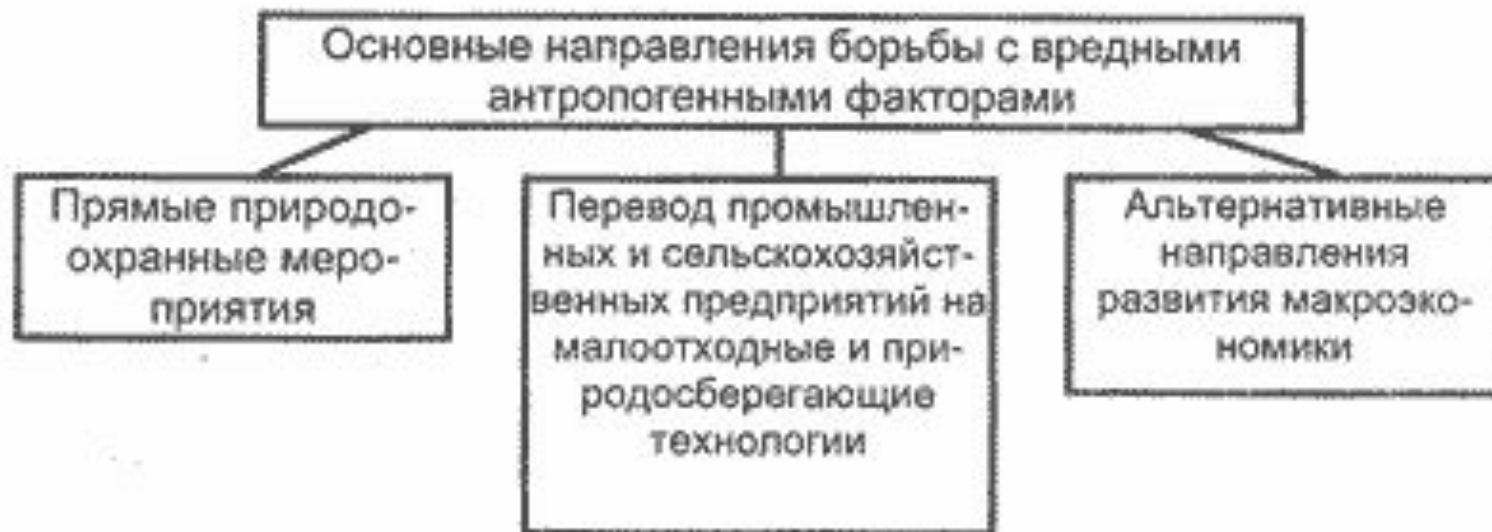 Основные направления борьбы с вредными
антропогенными факторами
Прямые природо-
охранные меро-
приятия
Перевод промышлен-
ных и сельскохозяйст-
венных предприятий на
малоотходные и при-
родосберегающие
технологии
Альтернативные
направления
развития макроэко-
номики